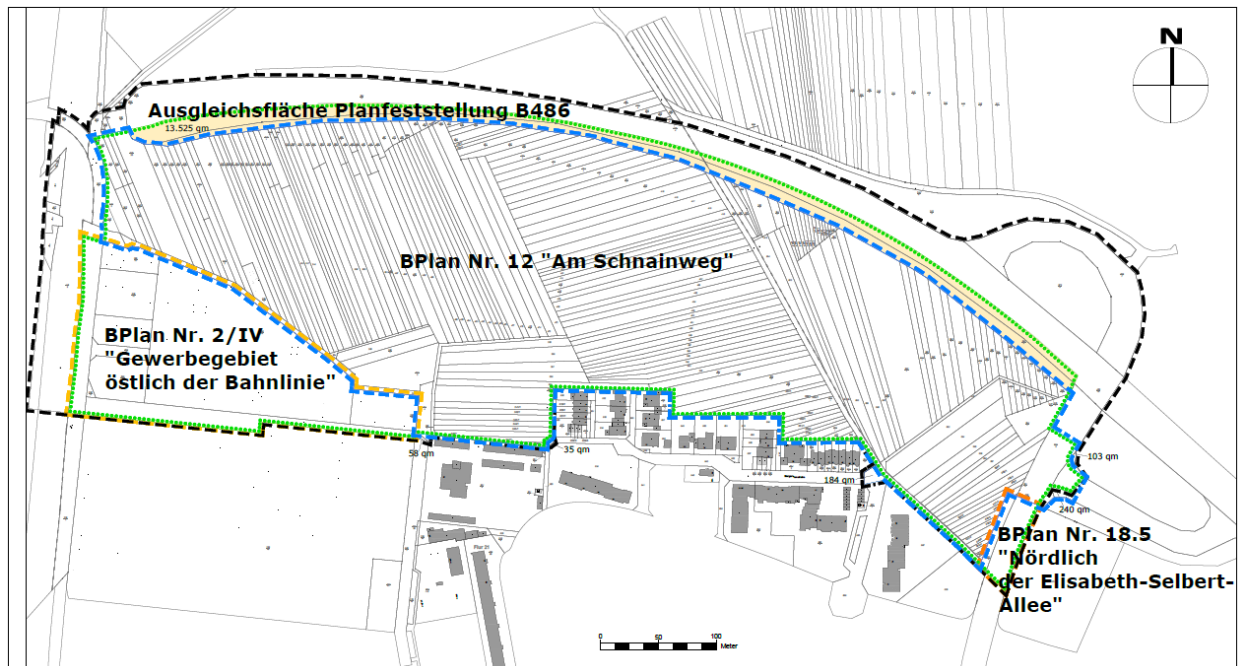 N
Ausgleichsfläche Planfeststellung B486
13.525 qm
BPlan Nr. 12 "Am Schnainweg"
BPlan Nr. 2/IV
"Gewerbegebiet
östlich der Bahnlinie"
58 qm
35 qm
184 qm
103 qm
240 qm
BPlan Nr. 18.5
"Nördlich
der Elisabeth-Selbert-
Allee"
Flur 21
0 50 100
Meter